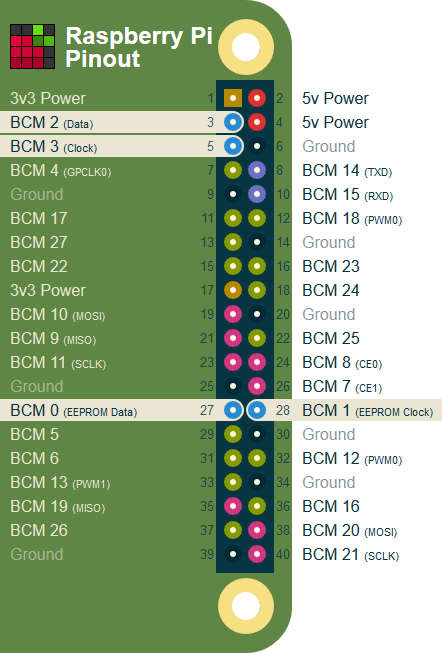 Raspberry Pi
Pinout
3v3 Power 1 2 5v Power
BCM 2 (Data) 3 4 5v Power
BCM 3 (Clock) 5 6 Ground
BCM 4 (GPCLK0) 7 8 BCM 14 (TXD)
Ground 9 10 BCM 15 (RXD)
BCM 17 11 12 BCM 18 (PWM0)
BCM 27 13 14 Ground
BCM 22 15 16 BCM 23
3v3 Power 17 18 BCM 24
BCM 10 (MOSI) 19 20 Ground
BCM 9 (MISO) 21 22 BCM 25
BCM 11 (SCLK) 23 24 BCM 8 (CE0)
Ground 25 26 BCM 7 (CE1)
BCM 0 (EEPROM Data) 27 28 BCM 1 (EEPROM Clock)
BCM 5 29 30 Ground
BCM 6 31 32 BCM 12 (PWM0)
BCM 13 (PWM1) 33 34 Ground
BCM 19 (MISO) 35 36 BCM 16
BCM 26 37 38 BCM 20 (MOSI)
Ground 39 40 BCM 21 (SCLK)